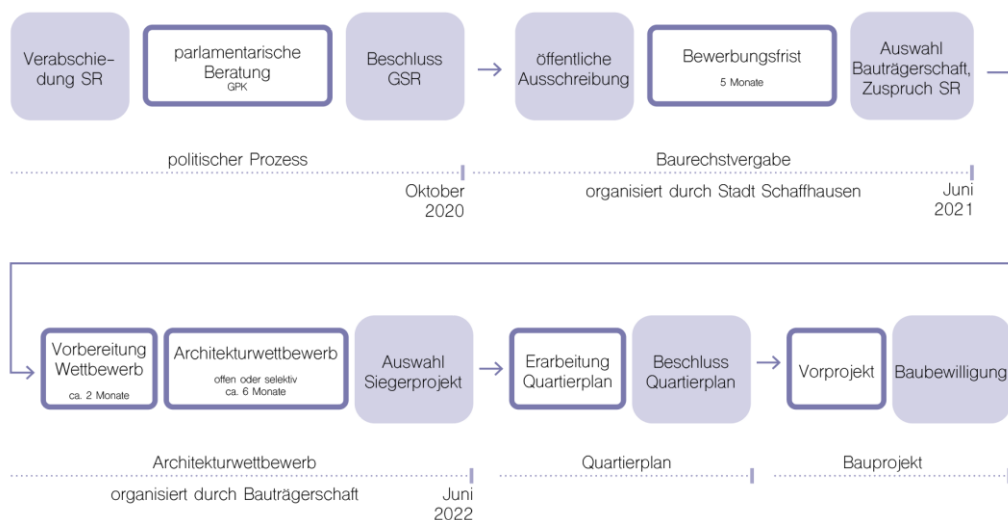 Verabschie-
dung SR
parlamentarische
Beratung
GPK
Beschluss
GSR
öffentliche
Ausschreibung
Bewerbungsfrist
5 Monate
Auswahl
Bauträgerschaft,
Zuspruch SR
politischer Prozess
Oktober
2020
Baurechstvergabe
organisiert durch Stadt Schaffhausen
Juni
2021
Vorbereitung
Wettbewerb
ca. 2 Monate
Architekturwettbewerb
offen oder selektiv
ca. 6 Monate
Auswahl
Siegerprojekt
Erarbeitung
Quartierplan
Beschluss
Quartierplan
Vorprojekt
Baubewilligung
Architekturwettbewerb
organisiert durch Bauträgerschaft
Juni
2022
Quartierplan
Bauprojekt